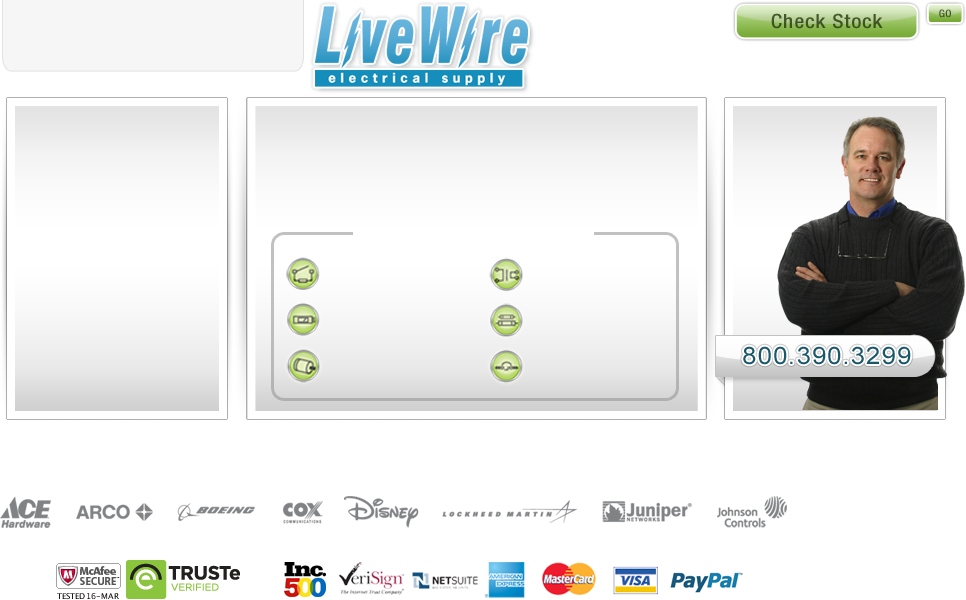 LiveWire
electrical supply
Check Stock
GO
800.390.3299
ACE
Hardware
ARCO
BOEING
COX
COMMUNICATIONS
Disney
LOCKHEED MARTIN
Juniper
NETWORKS
Johnson
Controls
McAfee
SECURE
TESTED 16-MAR
TRUSTe
VERIFIED
Inc.
500
VeriSign
The Internet Trust Company
NETSUITE
AMERICAN
EXPRESS
MasterCard
VISA
PayPal